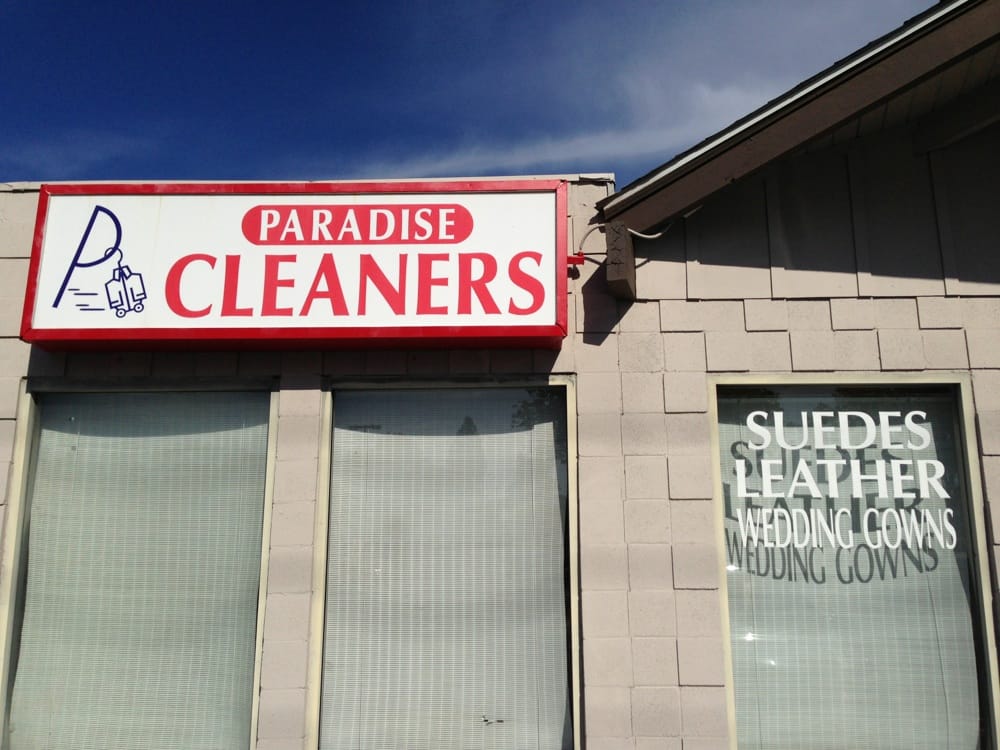 P
PARADISE
CLEANERS
SUEDES
LEATHER
WEDDING GOWNS